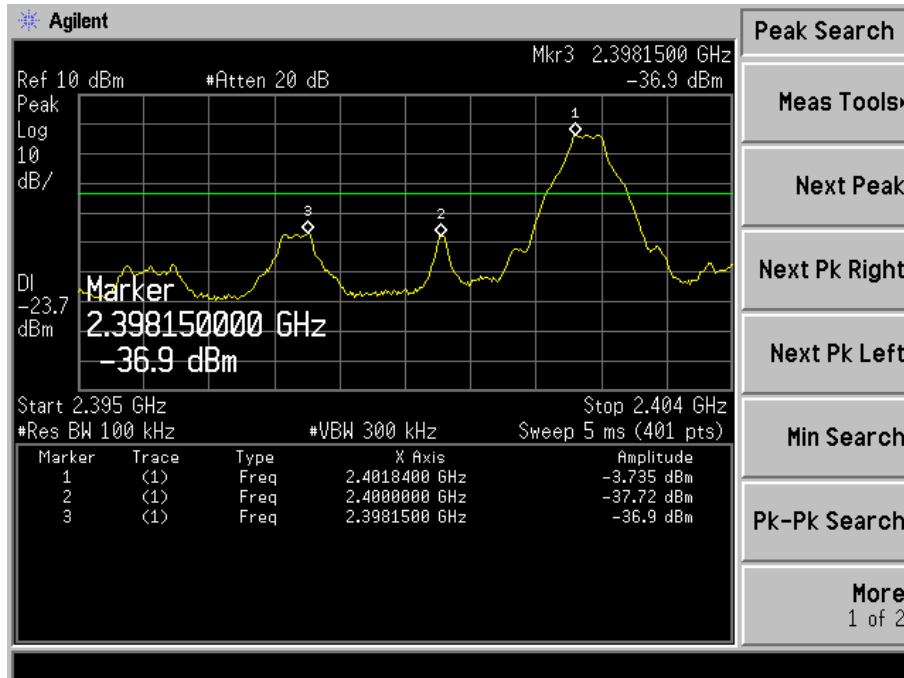 Agilent
Peak Search
Mkr3 2.3981500 GHz
Ref 10 dBm #Atten 20 dB -36.9 dBm
Peak
Log
10
dB/
1
3
2
DI
-23.7
dBm
Marker
2.398150000 GHz
-36.9 dBm
Start 2.395 GHz Stop 2.404 GHz
#Res BW 100 kHz #VBW 300 kHz Sweep 5 ms (401 pts)
Marker Trace Type X Axis Amplitude
1 (1) Freq 2.4018400 GHz -3.735 dBm
2 (1) Freq 2.4000000 GHz -37.72 dBm
3 (1) Freq 2.3981500 GHz -36.9 dBm
Meas Tools
Next Peak
Next Pk Right
Next Pk Left
Min Search
Pk-Pk Search
More
1 of 2